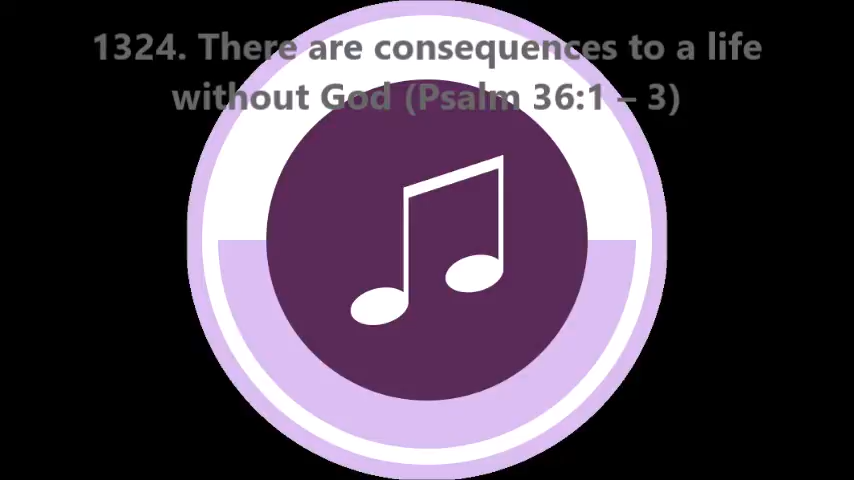 1324. There are consequences to a life
without God (Psalm 36:1 – 3)